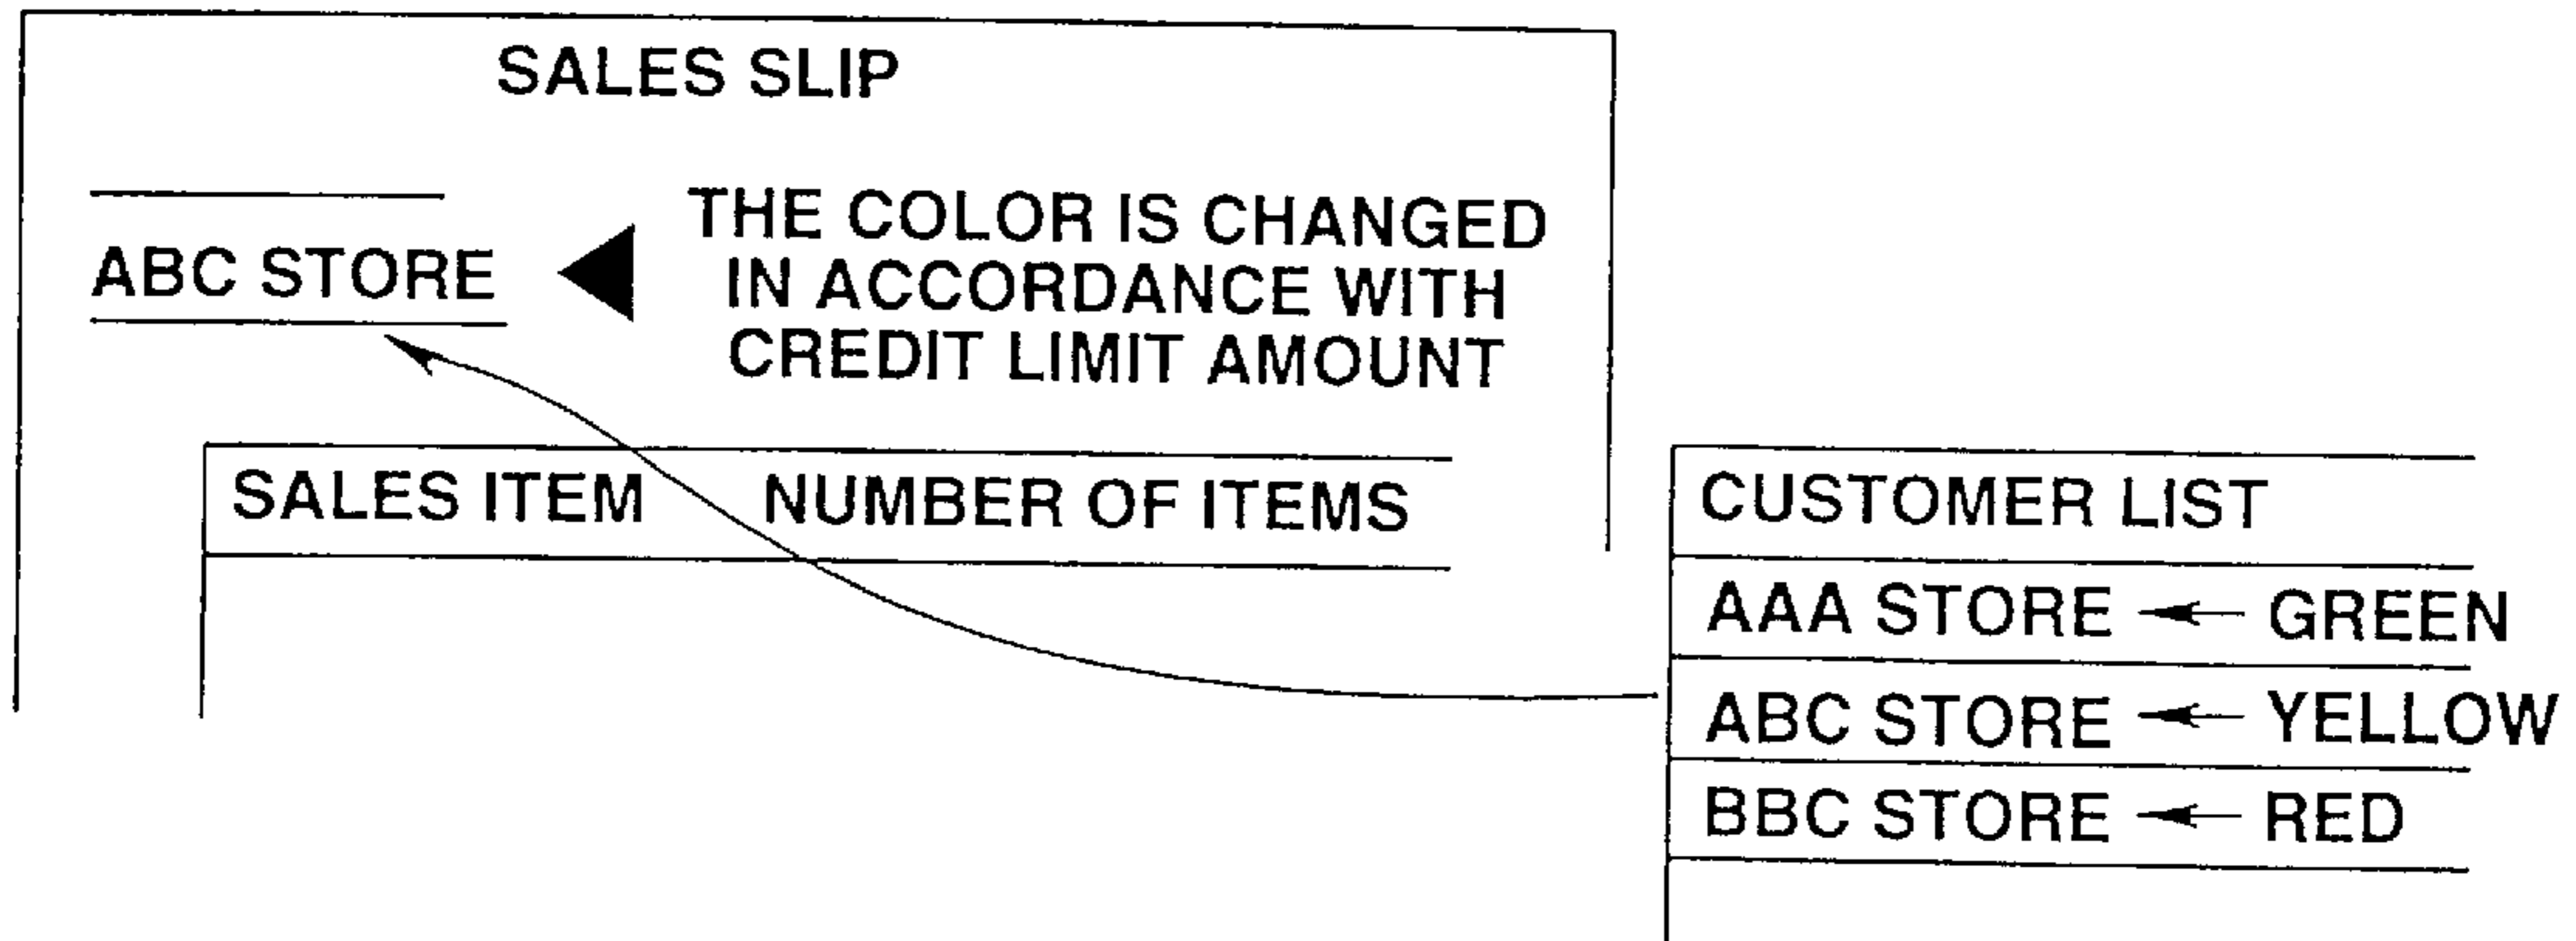 SALES SLIP
ABC STORE
THE COLOR IS CHANGED
IN ACCORDANCE WITH
CREDIT LIMIT AMOUNT
SALES ITEM NUMBER OF ITEMS
CUSTOMER LIST
AAA STORE ← GREEN
ABC STORE ← YELLOW
BBC STORE ← RED